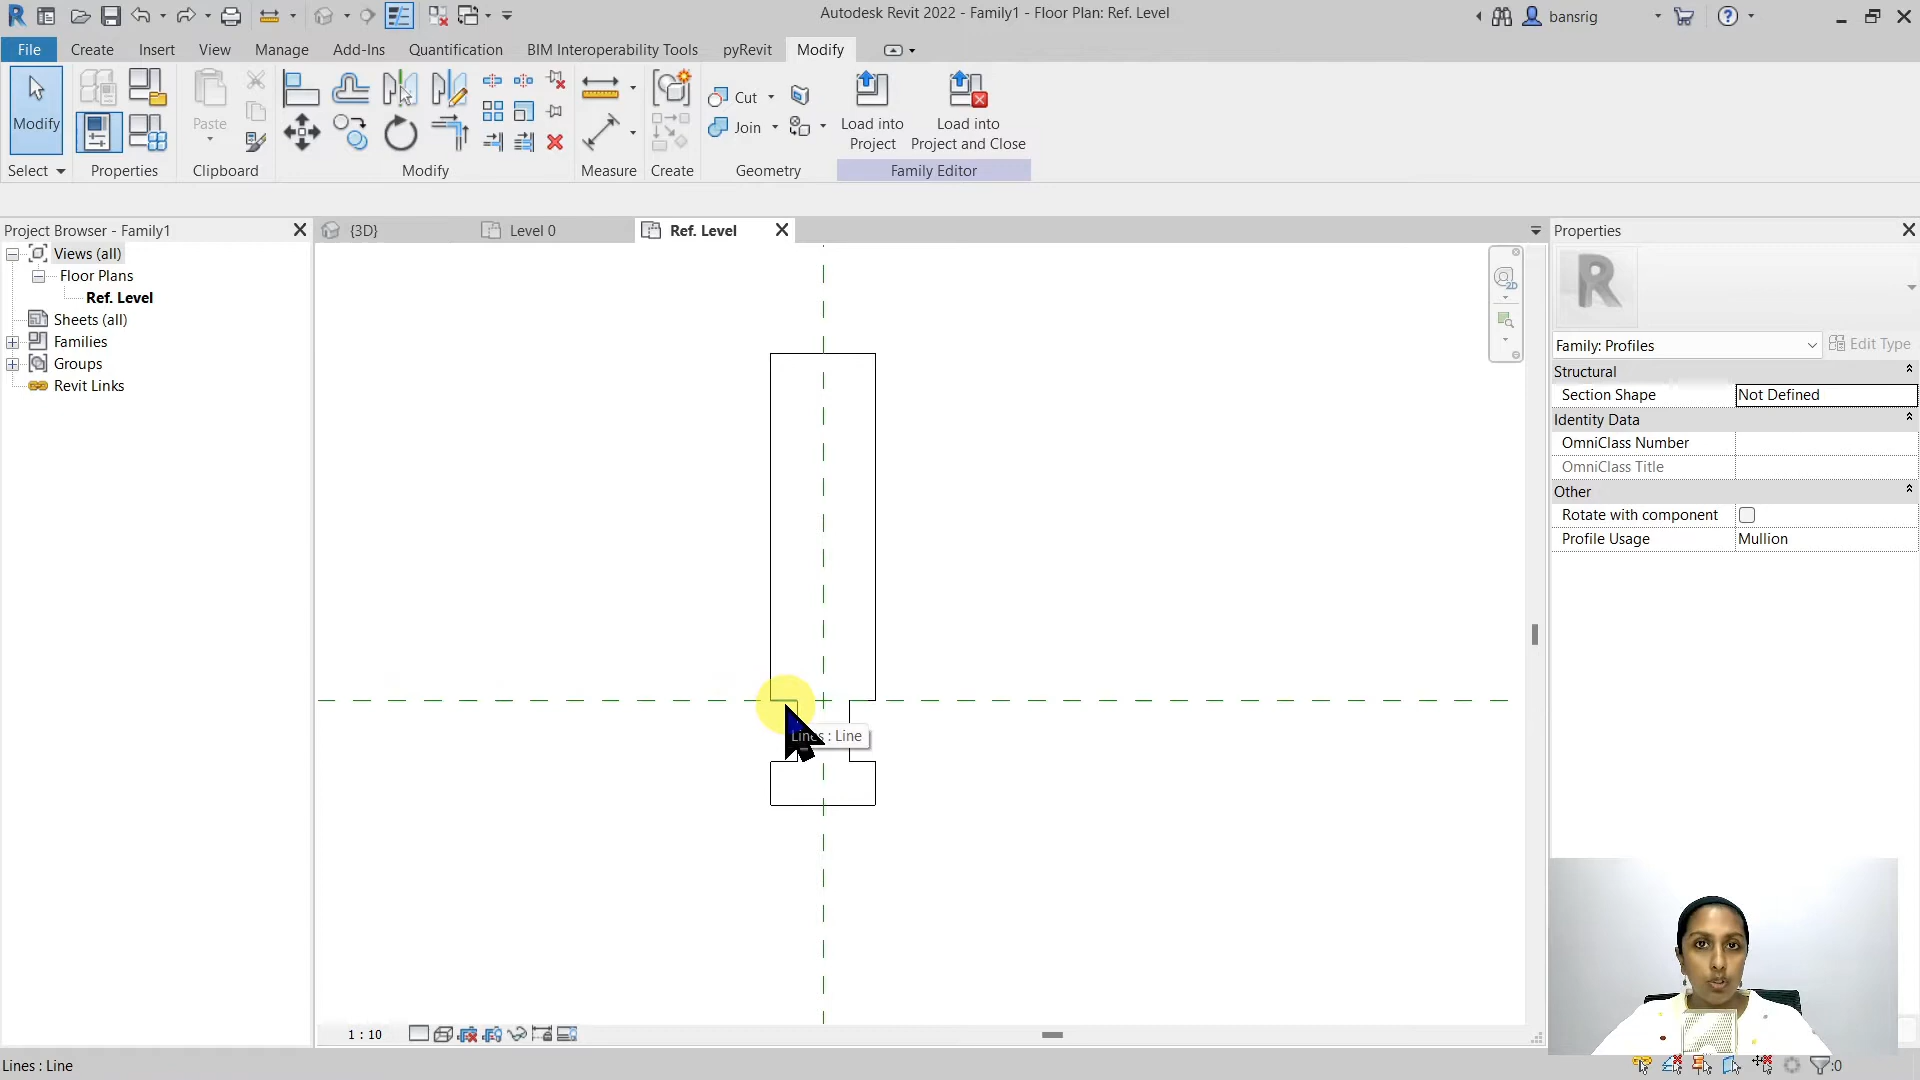 Autodesk Revit 2022 - Family1 - Floor Plan: Ref. Level
bansrig
File
Create
Insert
View
Manage
Add-Ins
Quantification
BIM Interoperability Tools
pyRevit
Modify
Modify
Paste
Cut
Join
Load into
Project
Load into
Project and Close
Select
Properties
Clipboard
Modify
Measure
Create
Geometry
Family Editor
Project Browser - Family1
{3D}
Level 0
Ref. Level
Properties
Views (all)
Floor Plans
Ref. Level
Sheets (all)
Families
Groups
Revit Links
2D
R
Family: Profiles
Edit Type
Structural
Section Shape
Not Defined
Identity Data
OmniClass Number
OmniClass Title
Other
Rotate with component
Profile Usage
Mullion
Lines : Line
1 : 10
Lines : Line
:0